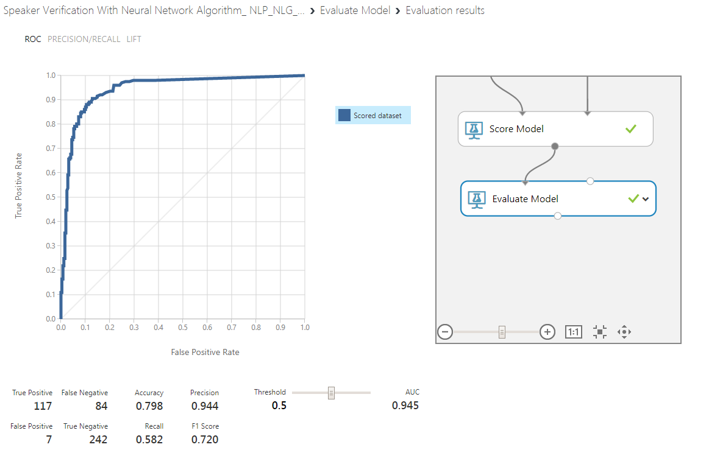 Speaker Verification With Neural Network Algorithm_ NLP_NLG_... › Evaluate Model › Evaluation results
ROC PRECISION/RECALL LIFT
1.0
0.9
0.8
0.7
0.6
0.5
0.4
0.3
0.2
0.1
0.0
True Positive Rate
0.0 0.1 0.2 0.3 0.4 0.5 0.6 0.7 0.8 0.9 1.0
False Positive Rate
Scored dataset
Score Model
Evaluate Model
1:1
True Positive False Negative Accuracy Precision Threshold AUC
117 84 0.798 0.944 0.5 0.945
False Positive True Negative Recall F1 Score
7 242 0.582 0.720